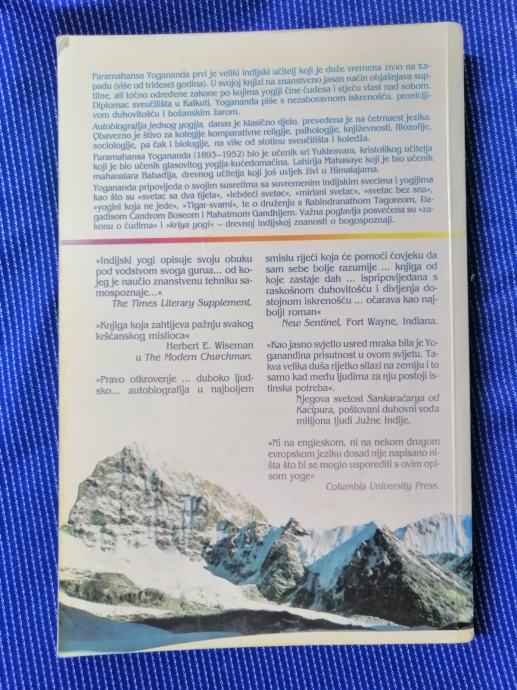 Paramahansa Yogananda prvi je veliki indijski učitelj koji je duže vremena živio na Za-
padu (više od trideset godina). U svojoj knjizi na znanstveno jasan način objašnjava sup-
tilne, ali točno određene zakone po kojima yogiji čine čudesa i stječu vlast nad sobom.
Diplomac sveučilišta u Kalkuti, Yogananda piše s nezaboravnom iskrenošću, proniclji-
vom duhovitošću i božanskim žarom.
Autobiografija jednog yogija, danas je klasično djelo, prevedena je na četrnaest jezika.
Obavezno je štivo za kolegije komparativne religije, psihologije, književnosti, filozofije,
sociologije, pa čak i biologije, na više od stotinu sveučilišta i koledža.
Paramahansa Yogananda (1893–1952) bio je učenik sri Yuktesvara, kristolikog učitelja
koji je bio učenik glasovitog yogija-kućedomaćina, Lahirija Mahasaye koji je bio učenik
mahavatara Babadija, drevnog učitelja koji još uvijek živi u Himalajama.
Yogananda pripovijeda o svojim susretima sa suvremenim indijskim svecima i yogijima
kao što su »svetac sa dva tijela«, »lebdeći svetac«, »mirisni svetac«, »svetac bez sna«,
»yogini koja ne jede«, »Tigar-svami«, te o druženju s Rabindranathom Tagoreom, Đa-
gadisom Čandrom Boseom i Mahatmom Gandhijem. Važna poglavlja posvećena su »za-
konu o čudima« i »kriya yogi« – drevnoj indijskoj znanosti o bogospoznaji.
»Indijski yogi opisuje svoju obuku
pod vodstvom svoga gurua... od ko-
jeg je naučio znanstvenu tehniku sa-
mospoznaje...«
The Times Literary Supplement.
»Knjiga koja zahtijeva pažnju svakog
kršćanskog mislioca«
Herbert E. Wiseman
u The Modern Churchman.
»Pravo otkrovenje ... duboko ljud-
sko... autobiografija u najboljem
smislu riječi koja će pomoći čovjeku da
sam sebe bolje razumije ... knjiga od
koje zastaje dah ... ispripovijedana s
raskošnom duhovitošću i divljenja do-
stojnom iskrenošću ... očarava kao naj-
bolji roman«
New Sentinel, Fort Wayne, Indiana.
»Kao jasno svjetlo usred mraka bila je Yo-
ganandina prisutnost u ovom svijetu. Ta-
kva velika duša rijetko silazi na zemlju i to
samo kad među ljudima za nju postoji is-
tinska potreba«.
Njegova svetost Sankaračarya od
Kaćipura, poštovani duhovni vođa
milijona ljudi Južne Indije.
»Ni na engleskom, ni na nekom drugom
evropskom jeziku dosad nije napisano ni-
šta što bi se moglo usporediti s ovim opi-
som yoge«
Columbia University Press.